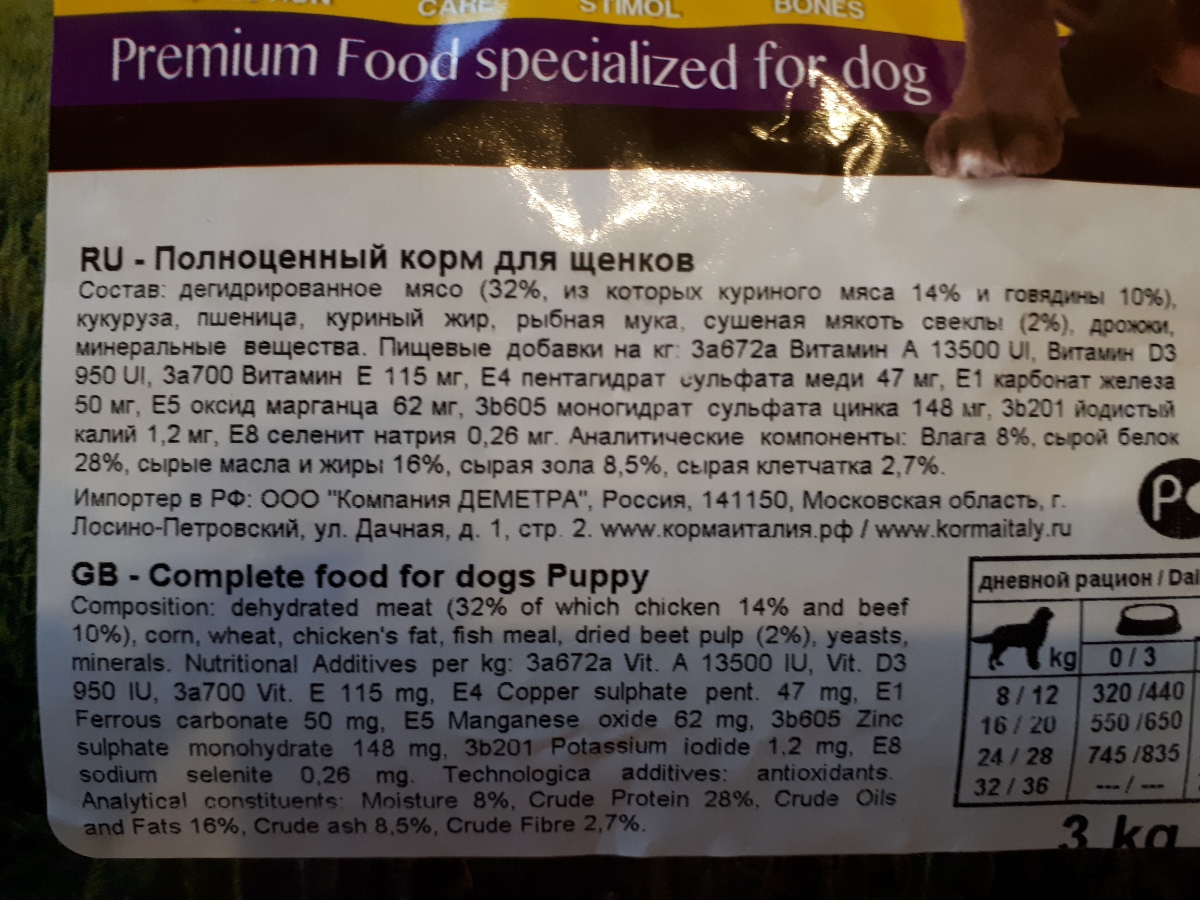 CARE STIMOL BONES
Premium Food specialized for dog
RU - Полноценный корм для щенков
Состав: дегидрированное мясо (32%, из которых куриного мяса 14% и говядины 10%),
кукуруза, пшеница, куриный жир, рыбная мука, сушеная мякоть свеклы (2%), дрожжи,
минеральные вещества. Пищевые добавки на кг: 3a672a Витамин А 13500 UI, Витамин D3
950 UI, 3a700 Витамин Е 115 мг, Е4 пентагидрат сульфата меди 47 мг, Е1 карбонат железа
50 мг, Е5 оксид марганца 62 мг, 3b605 моногидрат сульфата цинка 148 мг, 3b201 йодистый
калий 1,2 мг, Е8 селенит натрия 0,26 мг. Аналитические компоненты: Влага 8%, сырой белок
28%, сырые масла и жиры 16%, сырая зола 8,5%, сырая клетчатка 2,7%.
Импортер в РФ: ООО "Компания ДЕМЕТРА", Россия, 141150, Московская область, г.
Лосино-Петровский, ул. Дачная, д. 1, стр. 2. www.кормаиталия.рф / www.kormaitaly.ru
GB - Complete food for dogs Puppy
Composition: dehydrated meat (32% of which chicken 14% and beef
10%), corn, wheat, chicken's fat, fish meal, dried beet pulp (2%), yeasts,
minerals. Nutritional Additives per kg: 3a672a Vit. A 13500 IU, Vit. D3
950 IU, 3a700 Vit. E 115 mg, E4 Copper sulphate pent. 47 mg, E1
Ferrous carbonate 50 mg, E5 Manganese oxide 62 mg, 3b605 Zinc
sulphate monohydrate 148 mg, 3b201 Potassium iodide 1,2 mg, E8
sodium selenite 0,26 mg. Technologica additives: antioxidants.
Analytical constituents: Moisture 8%, Crude Protein 28%, Crude Oils
and Fats 16%, Crude ash 8,5%, Crude Fibre 2,7%.
дневной рацион / Dai
kg 0 / 3
8 / 12 320 /440
16 / 20 550 /650
24 / 28 745 /835
32 / 36 --- / ---
3 kg